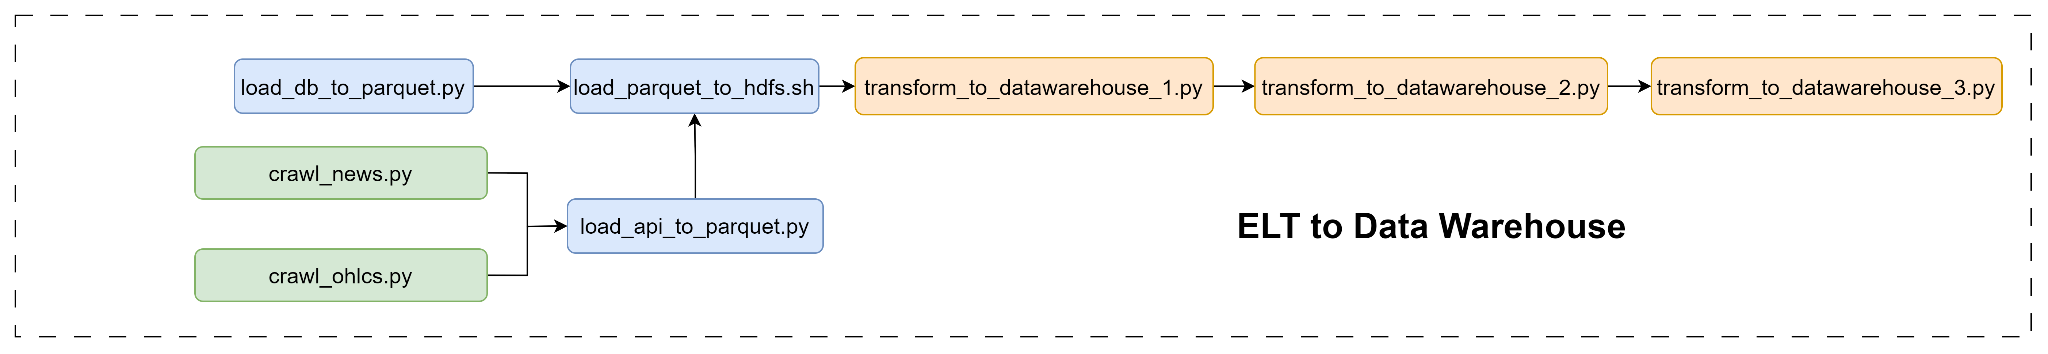 load_db_to_parquet.py
load_parquet_to_hdfs.sh
transform_to_datawarehouse_1.py
transform_to_datawarehouse_2.py
transform_to_datawarehouse_3.py
crawl_news.py
load_api_to_parquet.py
ELT to Data Warehouse
crawl_ohlcs.py